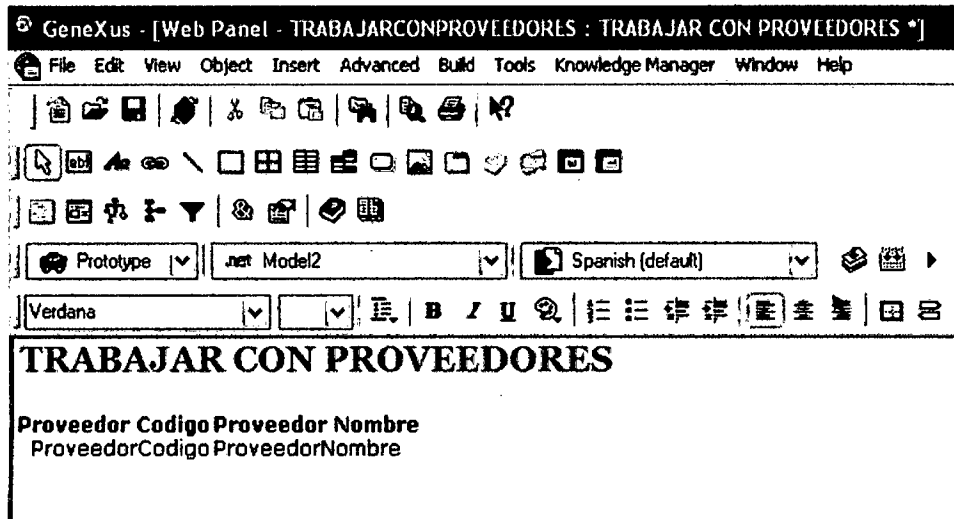 GeneXus - [Web Panel - TRABAJARCONPROVEEDORES : TRABAJAR CON PROVEEDORES *]
File Edit View Object Insert Advanced Build Tools Knowledge Manager Window Help
Prototype .net Model2 Spanish (default)
Verdana B I U
TRABAJAR CON PROVEEDORES
Proveedor Codigo Proveedor Nombre
ProveedorCodigo ProveedorNombre